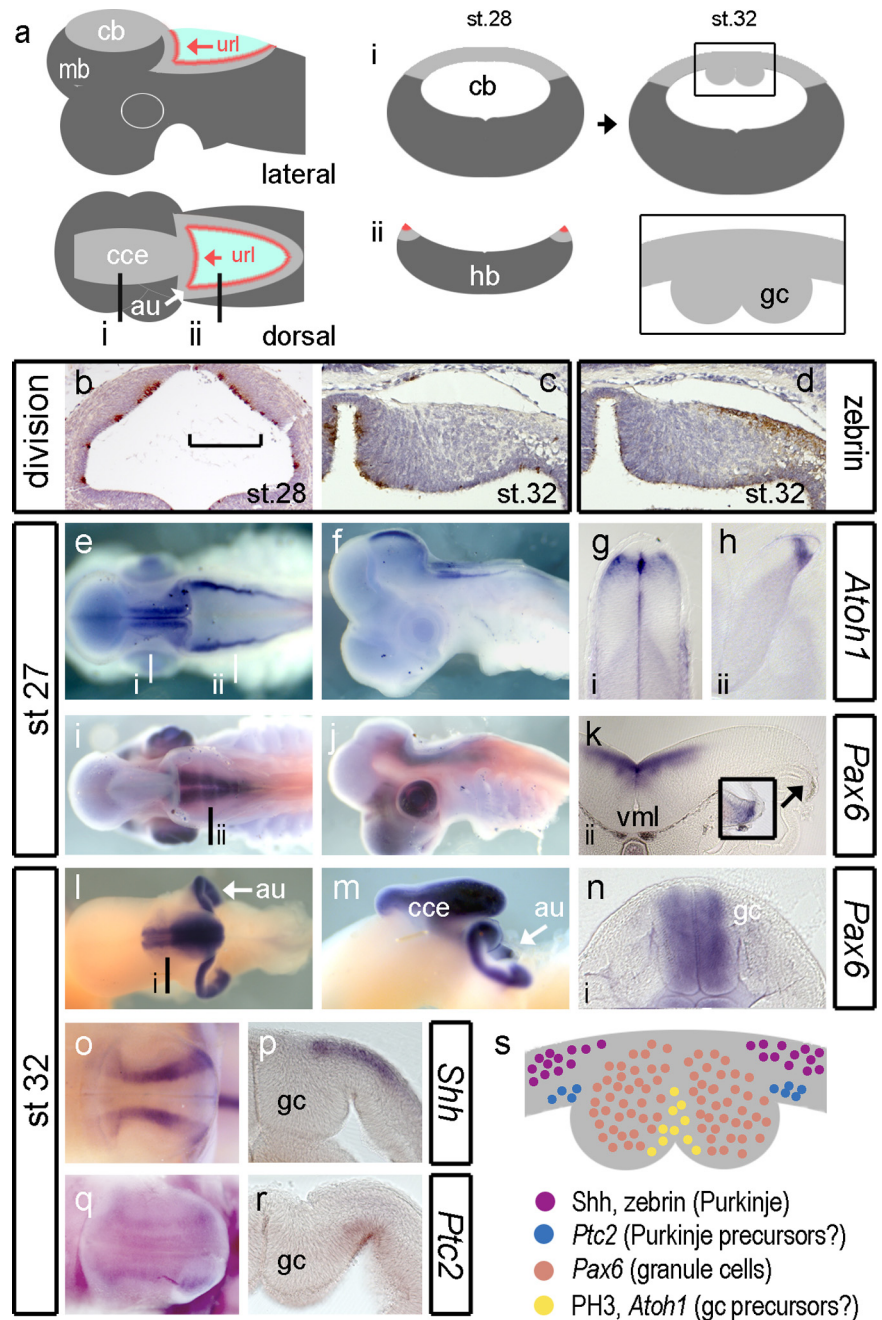 a
cb
url
mb
lateral
cce
url
au
i
ii
dorsal
st.28
st.32
i
cb
ii
hb
gc
division
b
st.28
c
st.32
d
st.32
zebrin
st 27
e
i
ii
f
g
i
h
ii
Atoh1
i
ii
j
k
vml
ii
Pax6
st 32
l
au
i
m
cce
au
n
gc
i
Pax6
o
p
gc
Shh
q
r
gc
Ptc2
s
Shh, zebrin (Purkinje)
Ptc2 (Purkinje precursors?)
Pax6 (granule cells)
PH3, Atoh1 (gc precursors?)